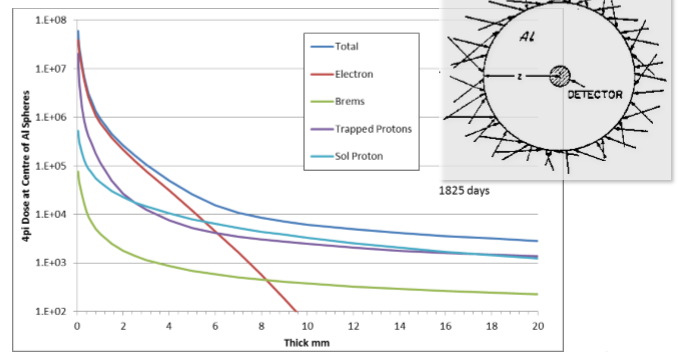 4pi Dose at Centre of Al Spheres
1.E+08
1.E+07
1.E+06
1.E+05
1.E+04
1.E+03
1.E+02
0 2 4 6 8 10 12 14 16 18 20
Thick mm
Total
Electron
Brems
Trapped Protons
Sol Proton
1825 days
Al
z
DETECTOR